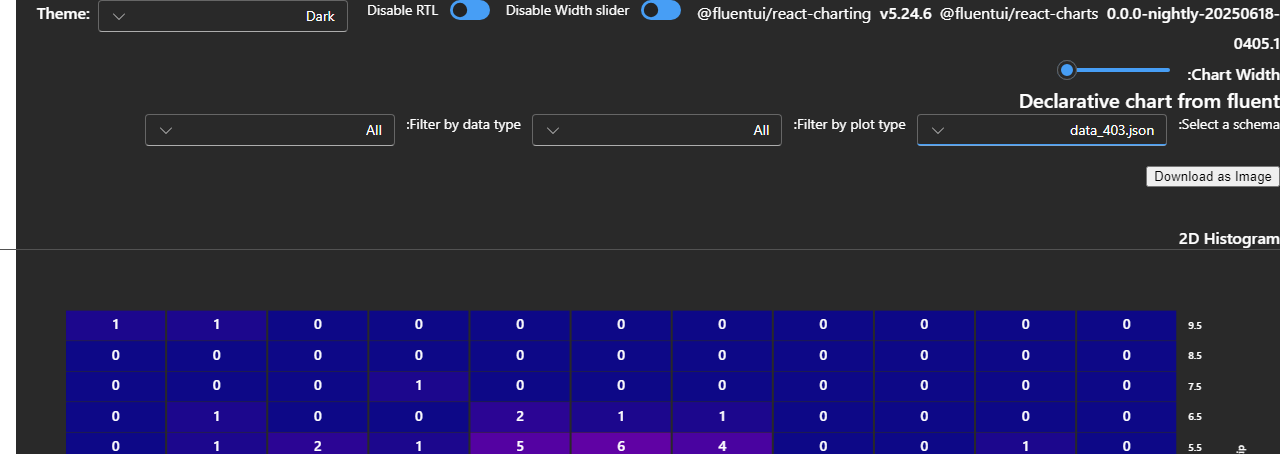 Theme: Dark Disable RTL Disable Width slider @fluentui/react-charting v5.24.6 @fluentui/react-charts 0.0.0-nightly-20250618-
0405.1
:Chart Width
Declarative chart from fluent
All :Filter by data type All :Filter by plot type data_403.json :Select a schema
Download as Image
2D Histogram
1 1 0 0 0 0 0 0 0 0 0 9.5
0 0 0 0 0 0 0 0 0 0 0 8.5
0 0 0 1 0 0 0 0 0 0 0 7.5
0 1 0 0 2 1 1 0 0 0 0 6.5
0 1 2 1 5 6 4 0 0 1 0 5.5